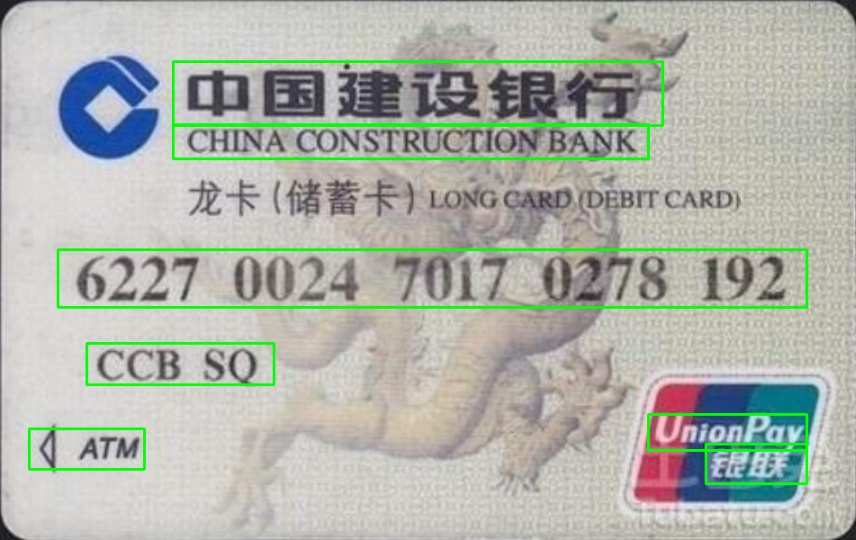 中国建设银行
CHINA CONSTRUCTION BANK
龙卡(储蓄卡) LONG CARD (DEBIT CARD)
6227 0024 7017 0278 192
CCB SQ
ATM
UnionPay
银联